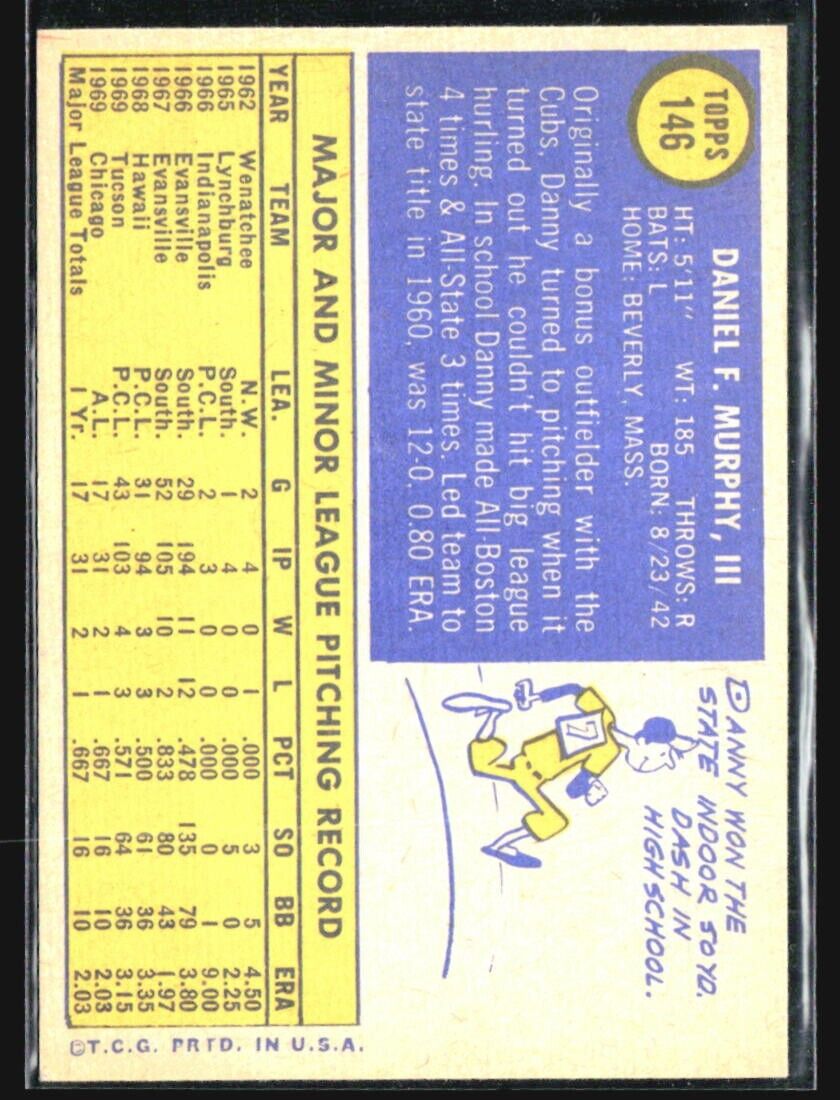 TOPPS
146
DANIEL F. MURPHY, III
HT: 5'11" WT: 185 THROWS: R
BATS: L BORN: 8/23/42
HOME: BEVERLY, MASS.
Originally a bonus outfielder with the
Cubs, Danny turned to pitching when it
turned out he couldn't hit big league
hurling. In school Danny made All-Boston
4 times & All-State 3 times. Led team to
state title in 1960, was 12-0, 0.80 ERA.
DANNY WON THE
STATE INDOOR 50 YD.
DASH IN
HIGH SCHOOL.
7
MAJOR AND MINOR LEAGUE PITCHING RECORD
YEAR TEAM LEA. G IP W L PCT SO BB ERA
1962 Wenatchee N.W. 2 4 0 1 .000 3 5 4.50
1965 Lynchburg South. 1 4 0 0 .000 5 0 2.25
1966 Indianapolis P.C.L. 2 3 0 0 .000 0 1 9.00
1966 Evansville South. 29 194 11 12 .478 135 79 3.80
1967 Evansville South. 52 105 10 2 .833 80 43 1.97
1968 Hawaii P.C.L. 31 94 3 3 .500 61 36 3.35
1969 Tucson P.C.L. 43 103 4 3 .571 64 36 3.15
1969 Chicago A.L. 17 31 2 1 .667 16 10 2.03
Major League Totals 1 Yr. 17 31 2 1 .667 16 10 2.03
©T.C.G. PRTD. IN U.S.A.